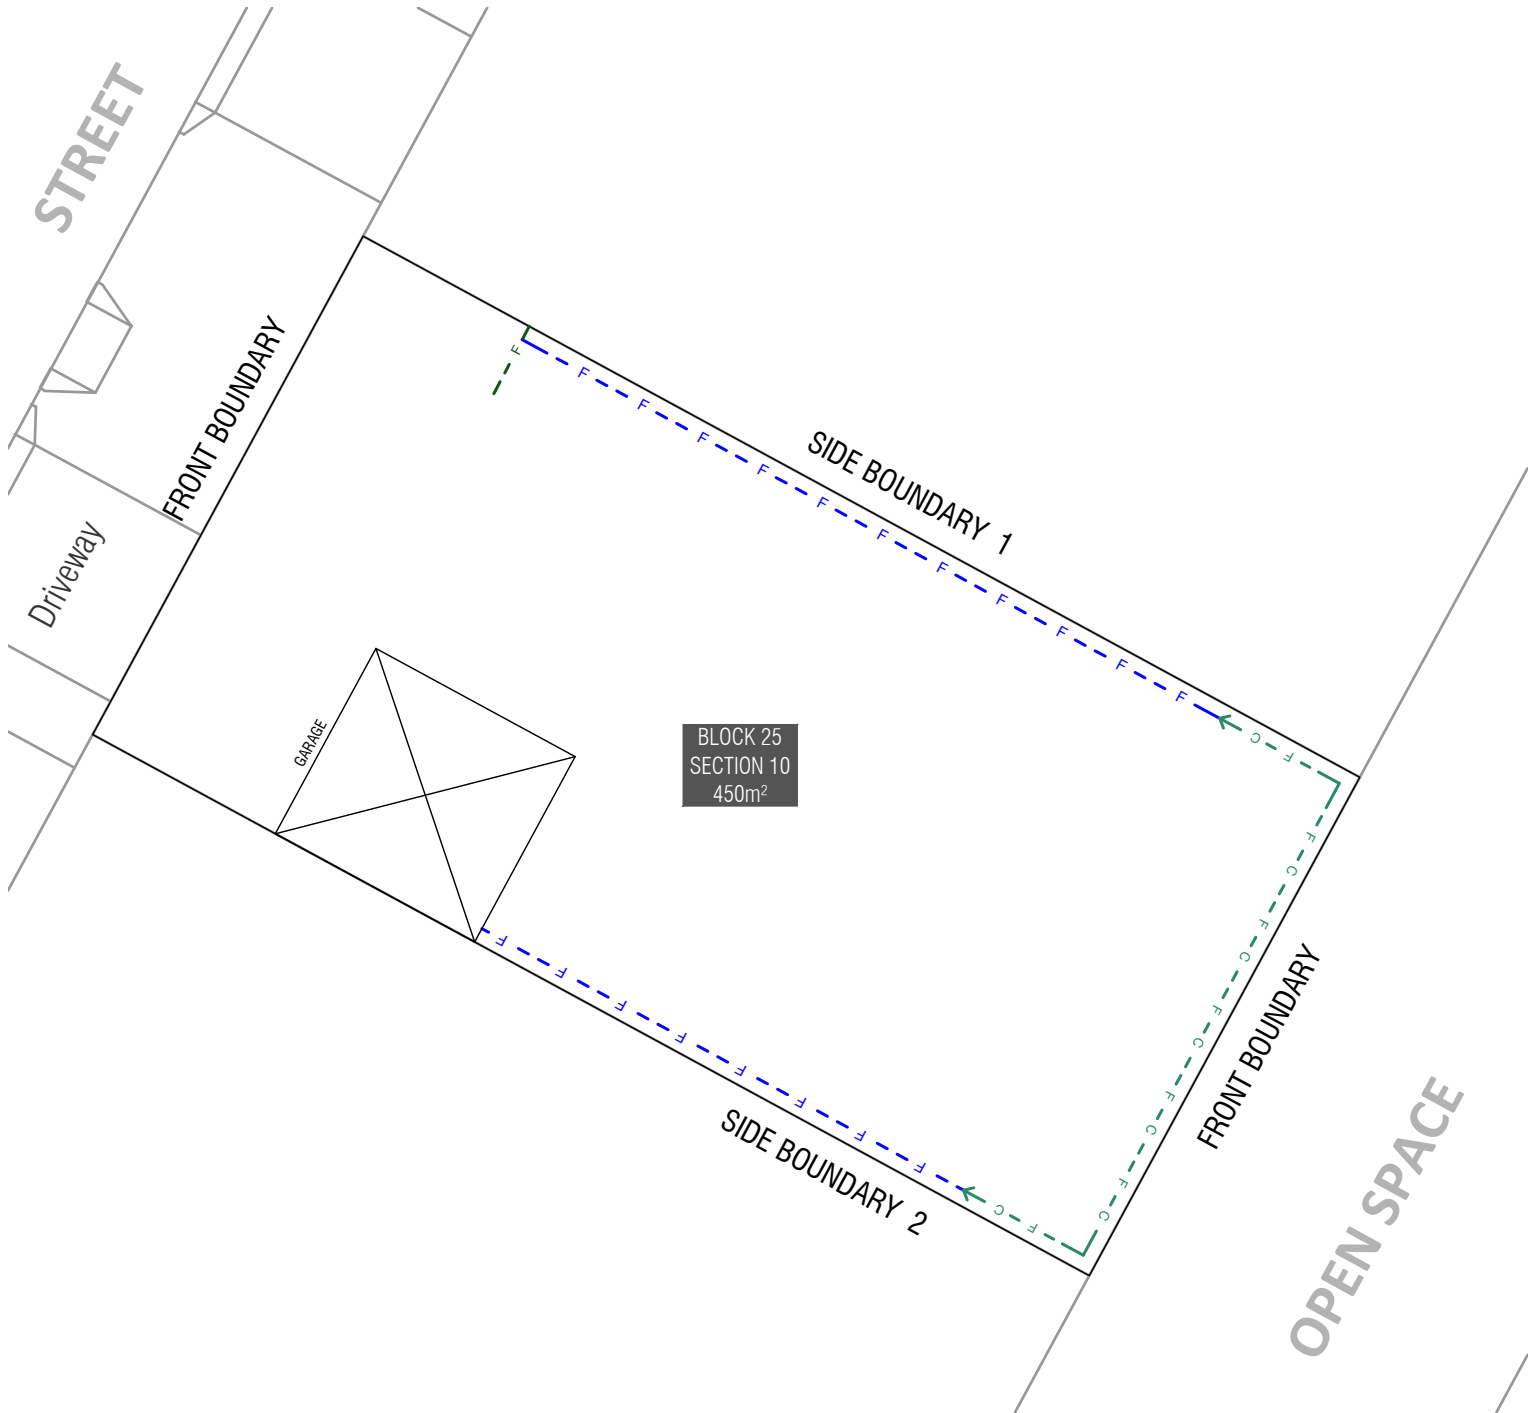 STREET
FRONT BOUNDARY
Driveway
SIDE BOUNDARY 1
GARAGE
BLOCK 25
SECTION 10
450m²
SIDE BOUNDARY 2
FRONT BOUNDARY
OPEN SPACE
F
F F F F F F F F F F F
C F
F C F C F C F C F C
F F F F F F F F
C F